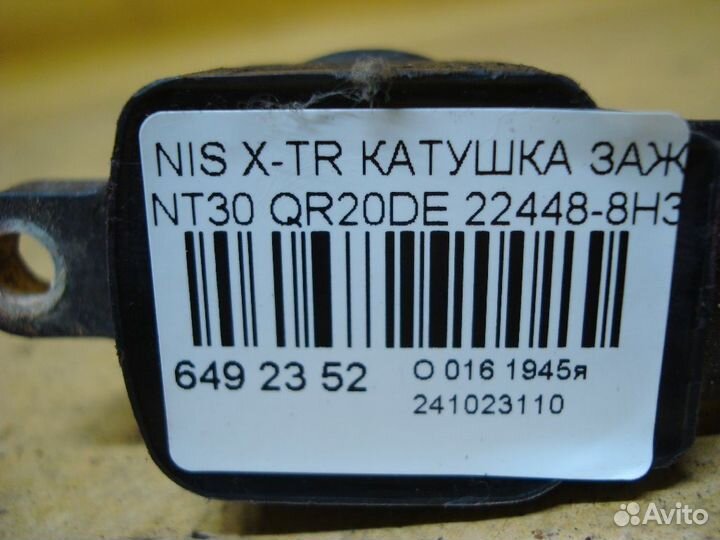 NIS X-TR КАТУШКА ЗАЖ
NT30 QR20DE 22448-8H3
649 23 52
О 016 1945я
241023110
Avito